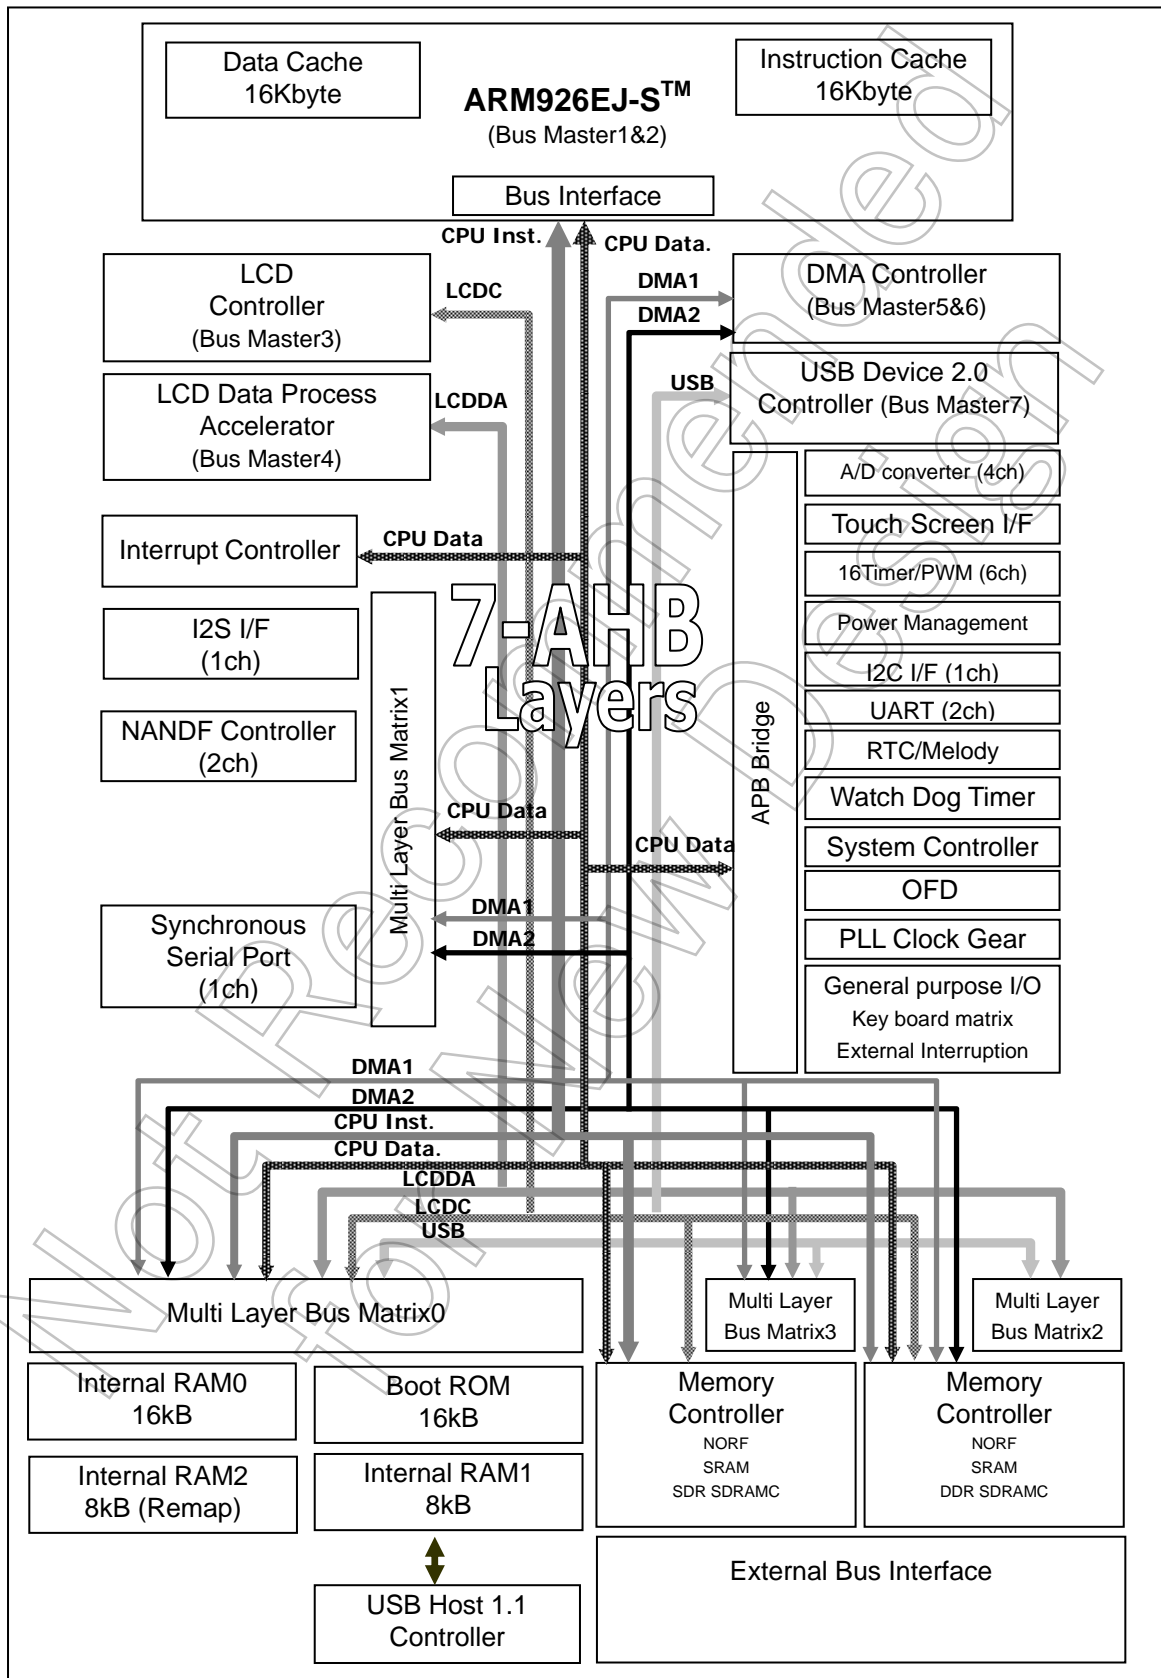 Data Cache
16Kbyte
ARM926EJ-S™
(Bus Master1&2)
Instruction Cache
16Kbyte
Bus Interface
CPU Inst.
CPU Data.
LCD
Controller
(Bus Master3)
LCDC
DMA1
DMA2
DMA Controller
(Bus Master5&6)
LCD Data Process
Accelerator
(Bus Master4)
LCDDA
USB
USB Device 2.0
Controller (Bus Master7)
A/D converter (4ch)
Touch Screen I/F
16Timer/PWM (6ch)
Power Management
I2C I/F (1ch)
UART (2ch)
RTC/Melody
Watch Dog Timer
System Controller
OFD
PLL Clock Gear
General purpose I/O
Key board matrix
External Interruption
APB Bridge
Interrupt Controller
CPU Data
7-AHB
Layers
I2S I/F
(1ch)
NANDF Controller
(2ch)
Multi Layer Bus Matrix1
CPU Data
CPU Data
Synchronous
Serial Port
(1ch)
DMA1
DMA2
DMA1
DMA2
CPU Inst.
CPU Data.
LCDDA
LCDC
USB
Multi Layer Bus Matrix0
Multi Layer
Bus Matrix3
Multi Layer
Bus Matrix2
Internal RAM0
16kB
Boot ROM
16kB
Internal RAM2
8kB (Remap)
Internal RAM1
8kB
Memory
Controller
NORF
SRAM
SDR SDRAMC
Memory
Controller
NORF
SRAM
DDR SDRAMC
USB Host 1.1
Controller
External Bus Interface
Not Recommended
for New Design